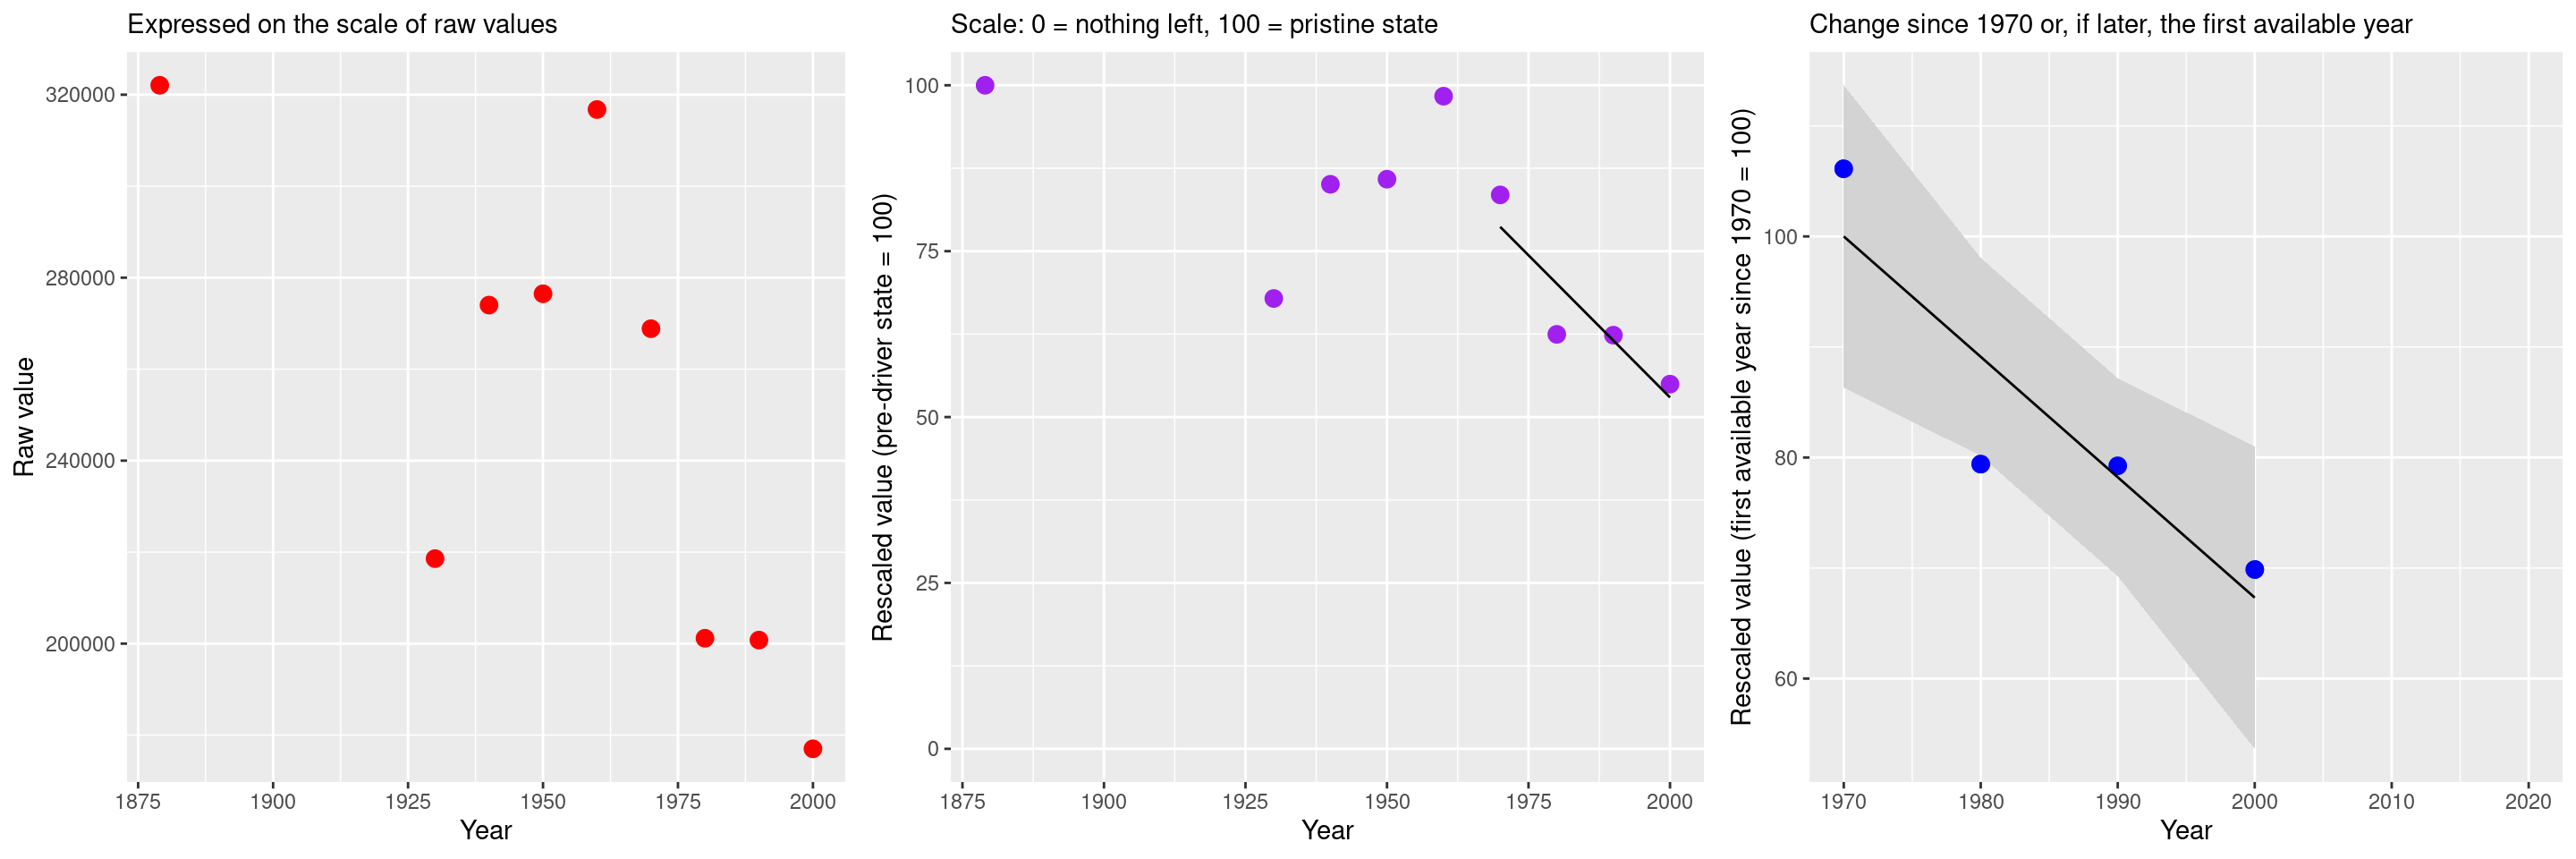 Expressed on the scale of raw values
Raw value
320000
280000
240000
200000
1875 1900 1925 1950 1975 2000
Year
Scale: 0 = nothing left, 100 = pristine state
Rescaled value (pre-driver state = 100)
100
75
50
25
0
1875 1900 1925 1950 1975 2000
Year
Change since 1970 or, if later, the first available year
Rescaled value (first available year since 1970 = 100)
100
80
60
1970 1980 1990 2000 2010 2020
Year